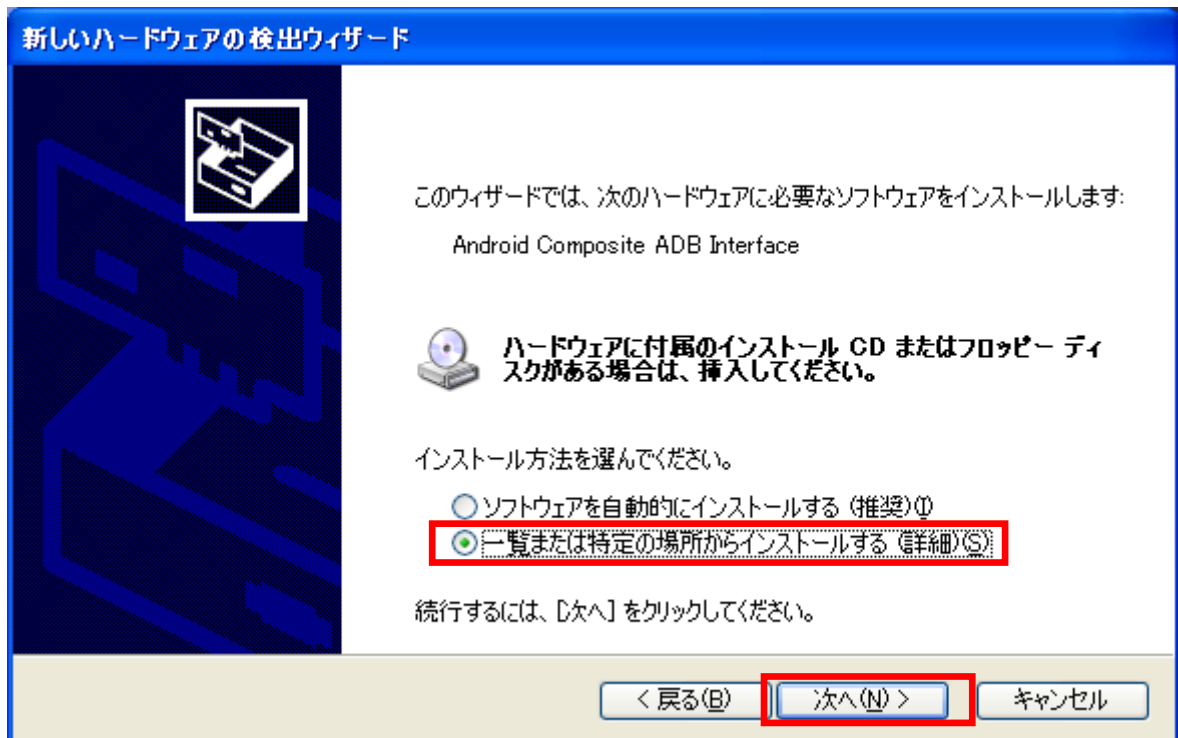 新しいハードウェアの検出ウィザード
このウィザードでは、次のハードウェアに必要なソフトウェアをインストールします:
Android Composite ADB Interface
ハードウェアに付属のインストール CD またはフロッピー ディ
スクがある場合は、挿入してください。
インストール方法を選んでください。
ソフトウェアを自動的にインストールする (推奨)(I)
一覧または特定の場所からインストールする (詳細)(S)
続行するには、[次へ] をクリックしてください。
< 戻る(B)
次へ(N) >
キャンセル